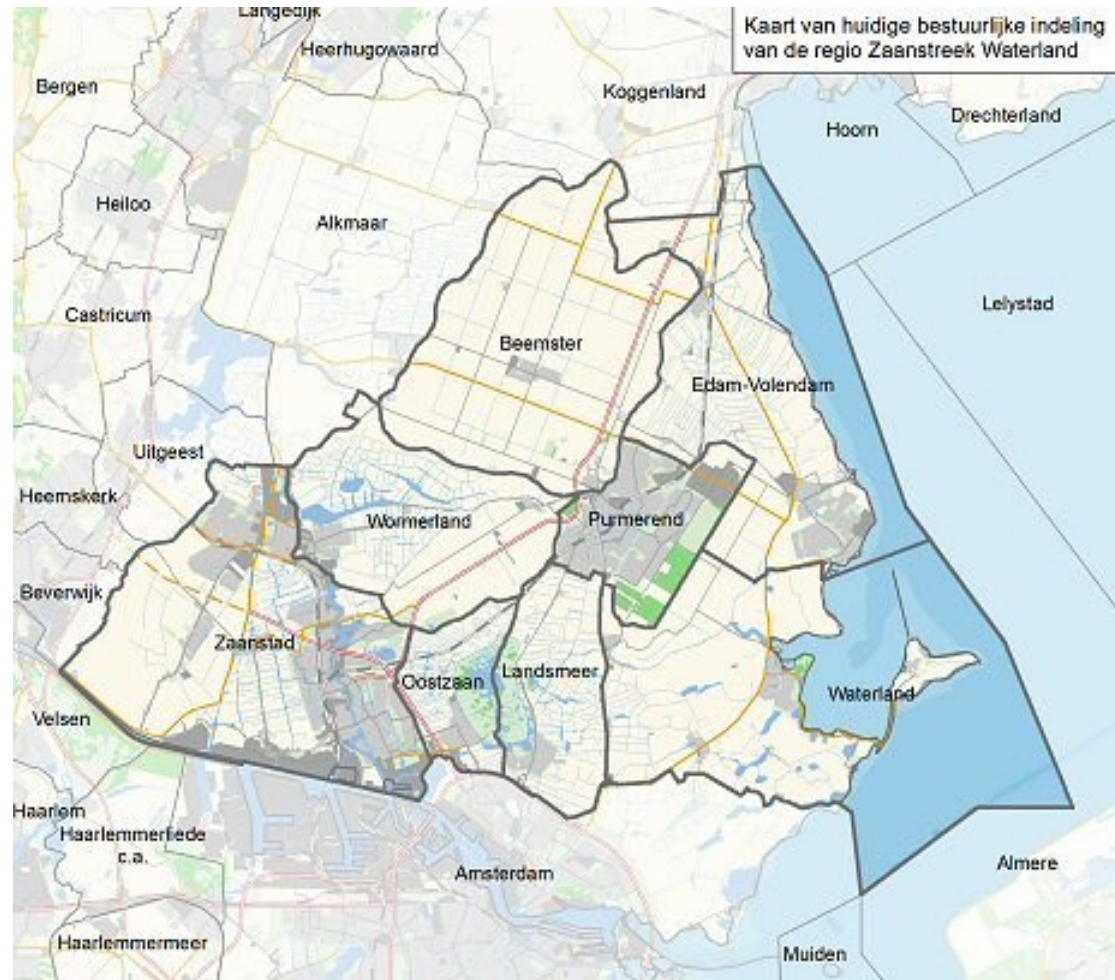 Kaart van huidige bestuurlijke indeling
van de regio Zaanstreek Waterland
Langedijk
Heerhugowaard
Bergen
Koggenland
Drechterland
Hoorn
Heiloo
Alkmaar
Lelystad
Castricum
Beemster
Edam-Volendam
Uitgeest
Heemskerk
Wormerland
Purmerend
Beverwijk
Zaanstad
Oostzaan
Landsmeer
Waterland
Velsen
Haarlem
Haarlemmerliede
c.a.
Amsterdam
Almere
Haarlemmermeer
Muiden